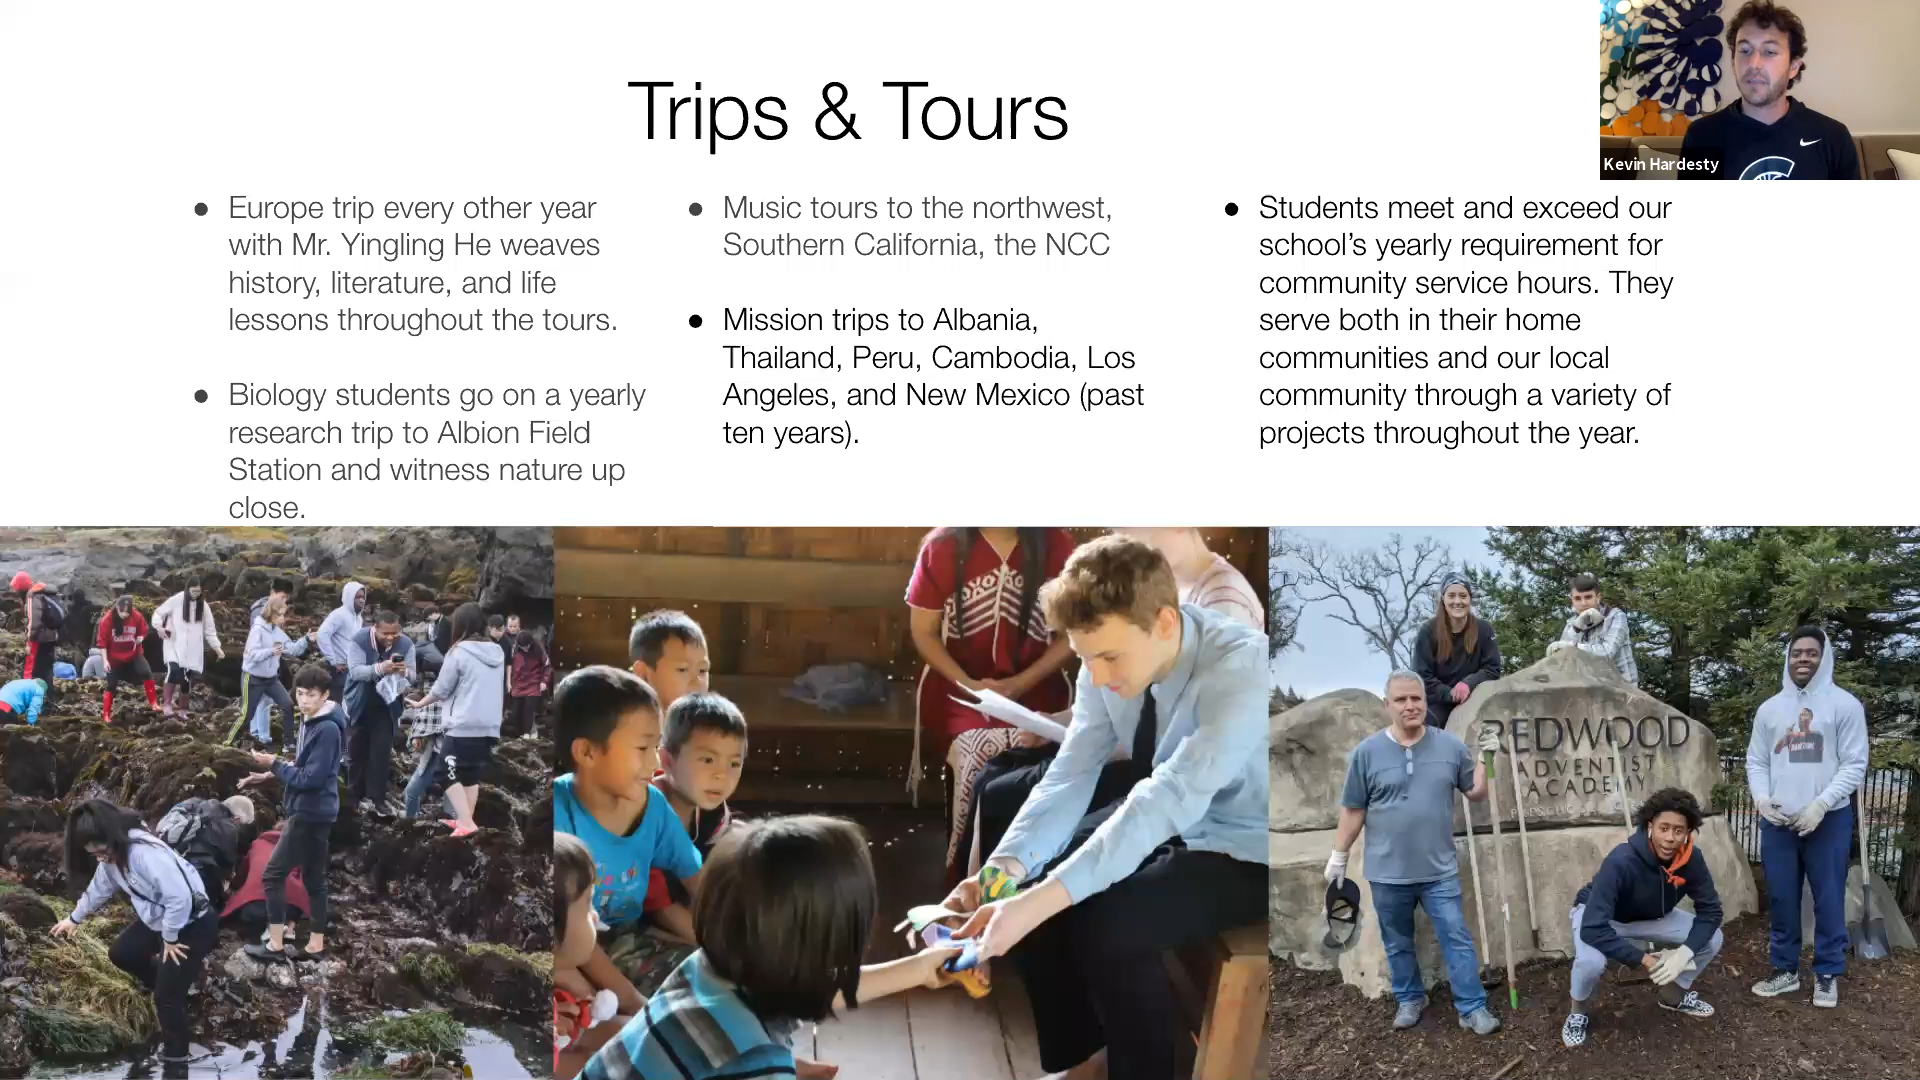 Trips & Tours
Kevin Hardesty
● Europe trip every other year
with Mr. Yingling He weaves
history, literature, and life
lessons throughout the tours.
● Biology students go on a yearly
research trip to Albion Field
Station and witness nature up
close.
● Music tours to the northwest,
Southern California, the NCC
● Mission trips to Albania,
Thailand, Peru, Cambodia, Los
Angeles, and New Mexico (past
ten years).
● Students meet and exceed our
school’s yearly requirement for
community service hours. They
serve both in their home
communities and our local
community through a variety of
projects throughout the year.
REDWOOD
ADVENTIST
ACADEMY